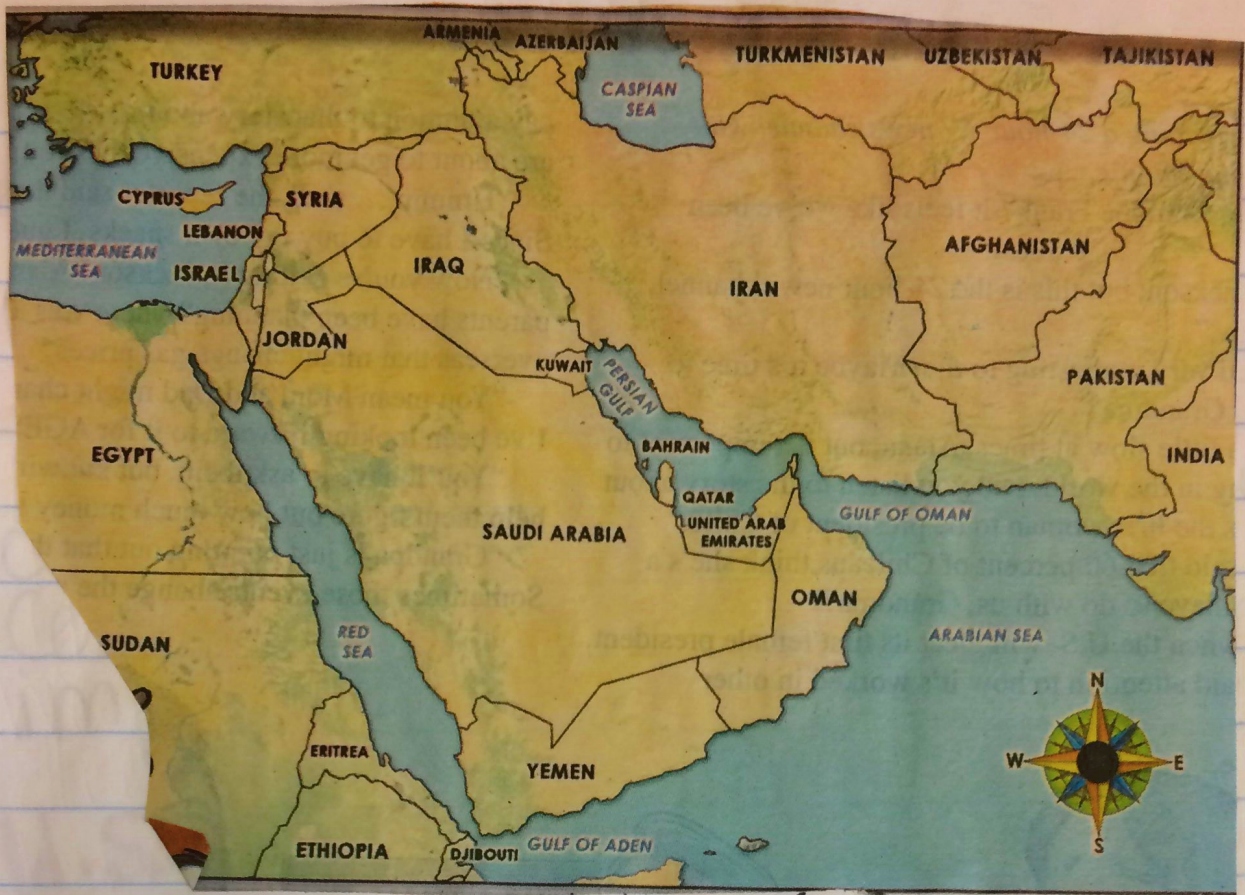 ARMENIA
AZERBAIJAN
TURKEY
CASPIAN
SEA
TURKMENISTAN
UZBEKISTAN
TAJIKISTAN
CYPRUS
SYRIA
LEBANON
MEDITERRANEAN
SEA
ISRAEL
IRAQ
IRAN
AFGHANISTAN
JORDAN
KUWAIT
PERSIAN
GULF
PAKISTAN
EGYPT
BAHRAIN
INDIA
QATAR
SAUDI ARABIA
UNITED ARAB
EMIRATES
GULF OF OMAN
OMAN
SUDAN
RED
SEA
ARABIAN SEA
N
W
E
S
ERITREA
YEMEN
ETHIOPIA
DJIBOUTI
GULF OF ADEN